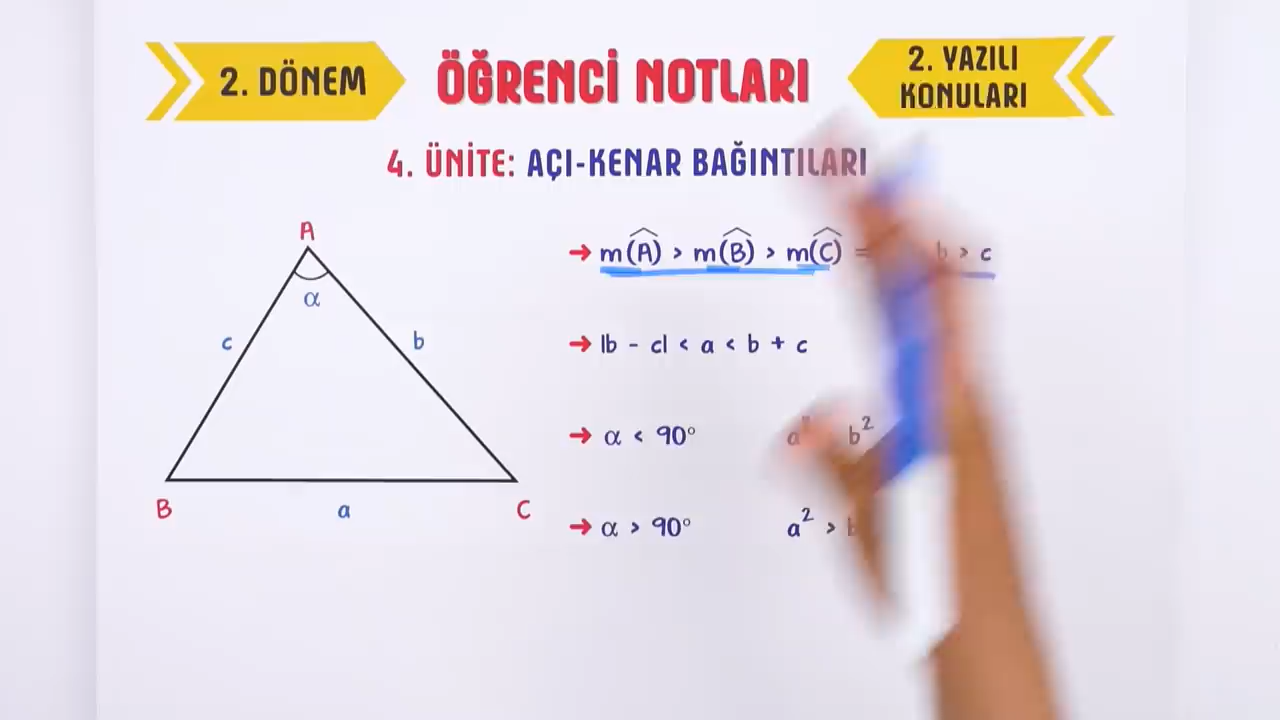 2. DÖNEM
ÖĞRENCİ NOTLARI
2. YAZILI
KONULARI
4. ÜNİTE: AÇI-KENAR BAĞINTILARI
A
α
c
b
B
a
C
→ m(Â) > m(B̂) > m(Ĉ) = b > c
→ |b - c| < a < b + c
→ α < 90° a b²
→ α > 90° a² > b